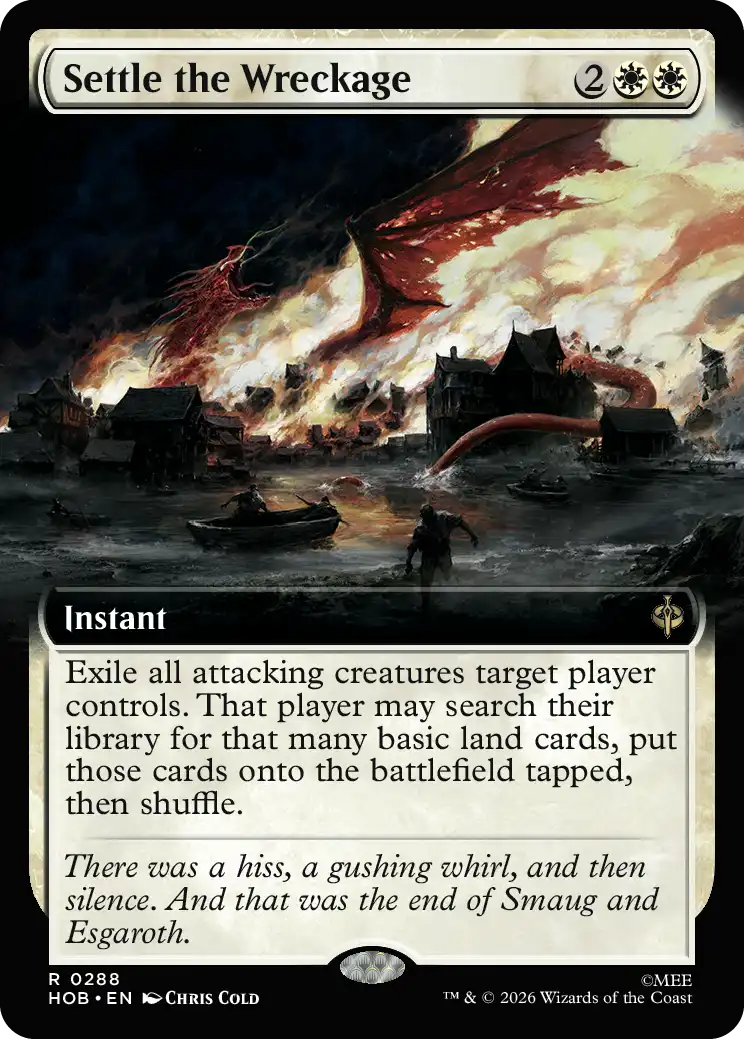 Settle the Wreckage 2
Instant
Exile all attacking creatures target player
controls. That player may search their
library for that many basic land cards, put
those cards onto the battlefield tapped,
then shuffle.
There was a hiss, a gushing whirl, and then
silence. And that was the end of Smaug and
Esgaroth.
R 0288 ©MEE
HOB • EN Chris Cold ™ & © 2026 Wizards of the Coast